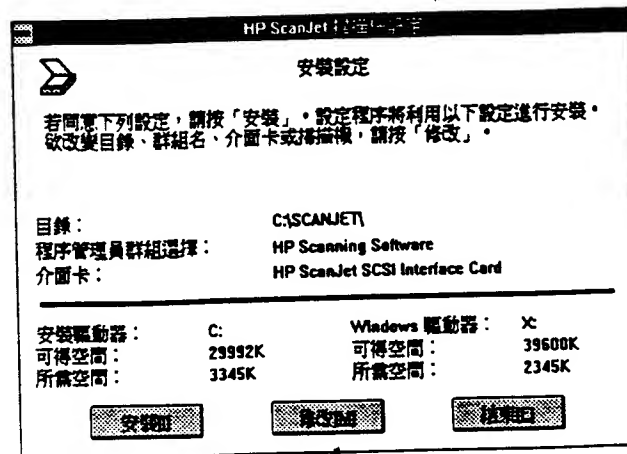 HP ScanJet
安裝設定
若同意下列設定，請按「安裝」。設定程序將利用以下設定進行安裝。
欲改變目錄、群組名、介面卡或掃描機，請按「修改」。
目錄： C:\SCANJET\
程序管理員群組選擇： HP Scanning Software
介面卡： HP ScanJet SCSI Interface Card
安裝驅動器： C: Windows 驅動器： X:
可得空間： 29992K 可得空間： 39600K
所需空間： 3345K 所需空間： 2345K
安裝[I] 修改[M] 結束[E]